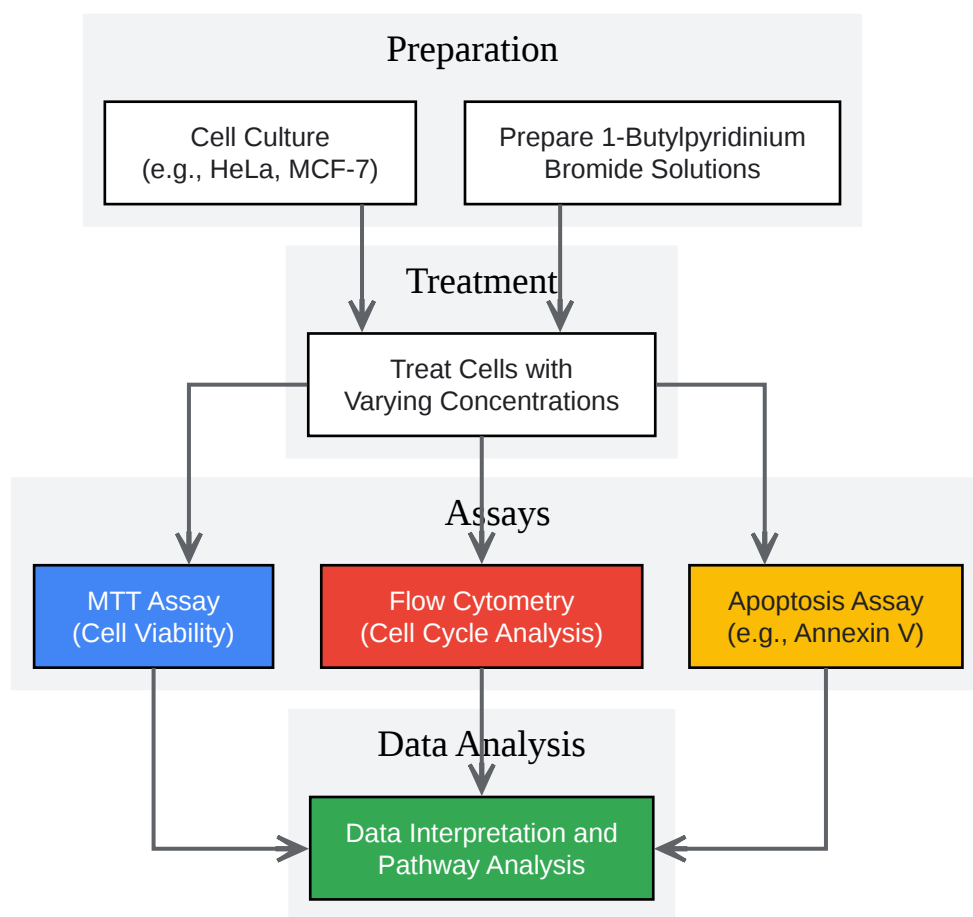 Preparation
Cell Culture
(e.g., HeLa, MCF-7)
Prepare 1-Butylpyridinium
Bromide Solutions
Treatment
Treat Cells with
Varying Concentrations
Assays
MTT Assay
(Cell Viability)
Flow Cytometry
(Cell Cycle Analysis)
Apoptosis Assay
(e.g., Annexin V)
Data Analysis
Data Interpretation and
Pathway Analysis